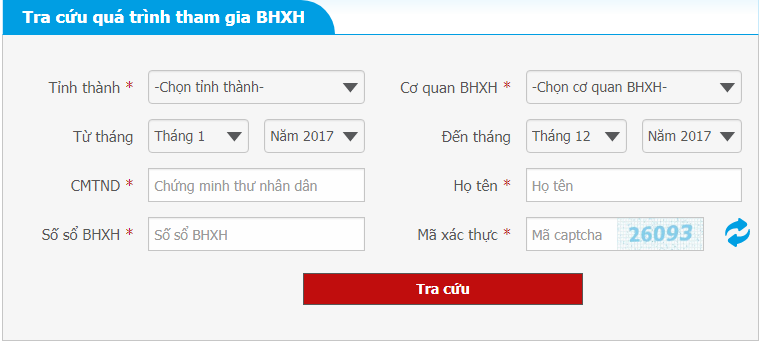 Tra cứu quá trình tham gia BHXH
Tỉnh thành * -Chọn tỉnh thành- Cơ quan BHXH * -Chọn cơ quan BHXH-
Từ tháng Tháng 1 Năm 2017 Đến tháng Tháng 12 Năm 2017
CMTND * Chứng minh thư nhân dân Họ tên * Họ tên
Số sổ BHXH * Số sổ BHXH Mã xác thực * Mã captcha 26093
Tra cứu